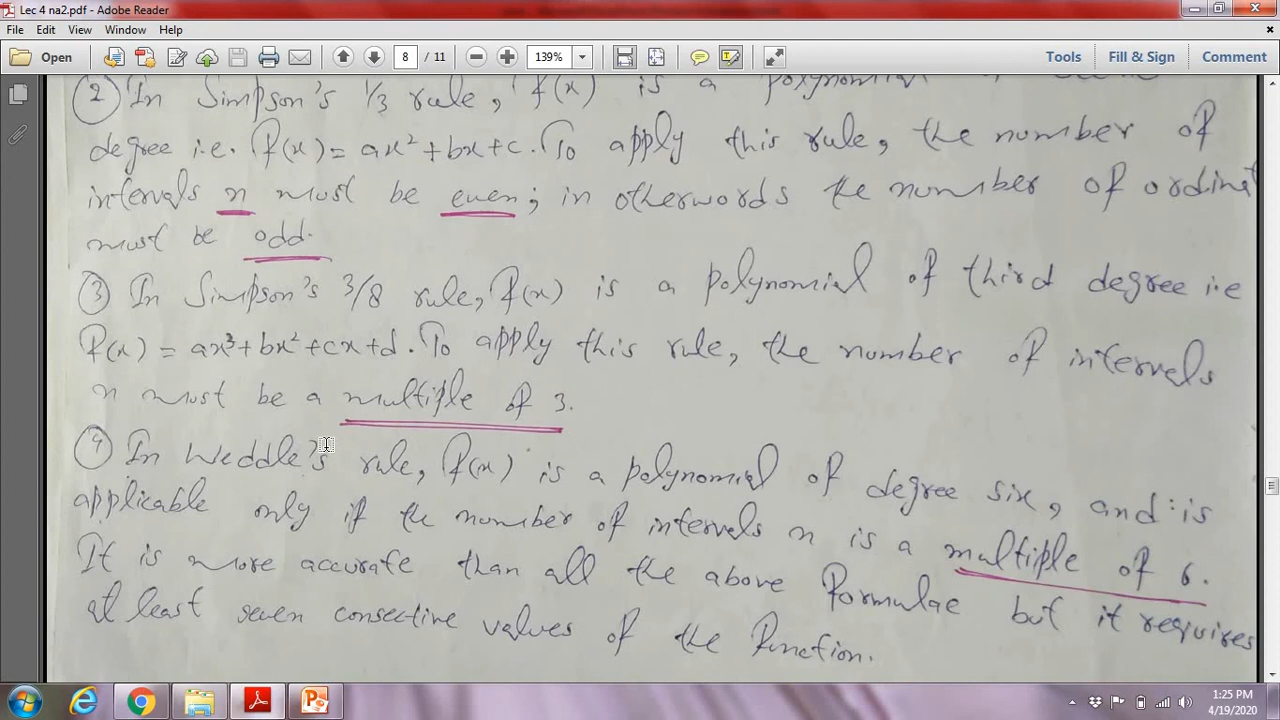 Lec 4 na2.pdf - Adobe Reader
File Edit View Window Help
Open 8 / 11 139% Tools Fill & Sign Comment
② In Simpson's 1/3 rule, f(x) is a polynomial
degree i.e. f(x) = ax² + bx + c. To apply this rule, the number of
intervals n must be even; in otherwords the number of ordinat
must be odd.
③ In Simpson's 3/8 rule, f(x) is a polynomial of third degree i.e
f(x) = ax³ + bx² + cx + d. To apply this rule, the number of intervals
n must be a multiple of 3.
④ In Weddle's rule, f(x) is a polynomial of degree six, and is
applicable only if the number of intervals n is a multiple of 6.
It is more accurate than all the above Formulae but it requires
at least seven consective values of the Function.
1:25 PM
4/19/2020